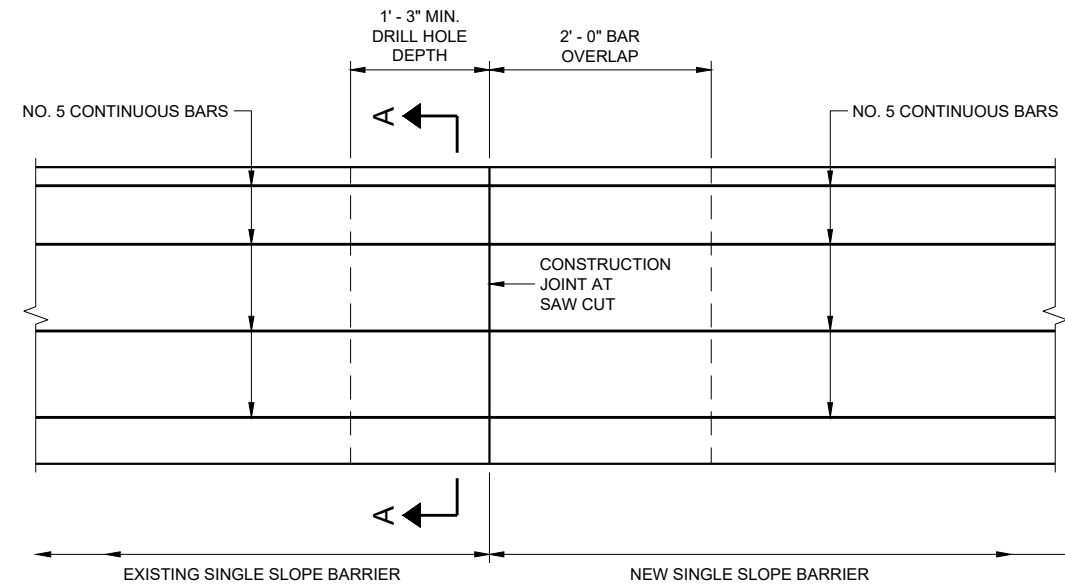 1' - 3" MIN.
DRILL HOLE
DEPTH
2' - 0" BAR
OVERLAP
NO. 5 CONTINUOUS BARS
A
NO. 5 CONTINUOUS BARS
CONSTRUCTION
JOINT AT
SAW CUT
A
EXISTING SINGLE SLOPE BARRIER
NEW SINGLE SLOPE BARRIER